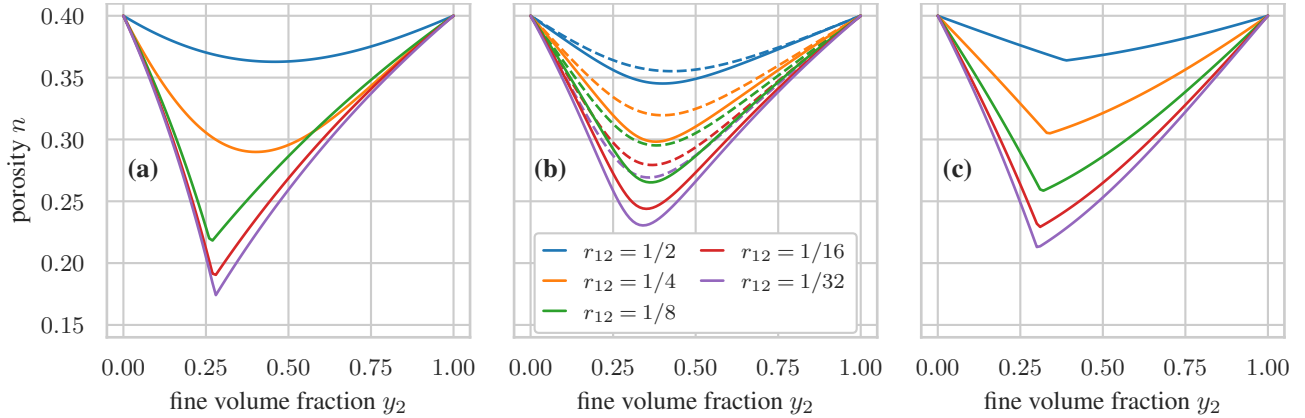 porosity n
0.40
0.35
0.30
0.25
0.20
0.15
(a)
0.00 0.25 0.50 0.75 1.00
fine volume fraction y₂
(b)
r₁₂ = 1/2
r₁₂ = 1/4
r₁₂ = 1/8
r₁₂ = 1/16
r₁₂ = 1/32
0.00 0.25 0.50 0.75 1.00
fine volume fraction y₂
(c)
0.00 0.25 0.50 0.75 1.00
fine volume fraction y₂